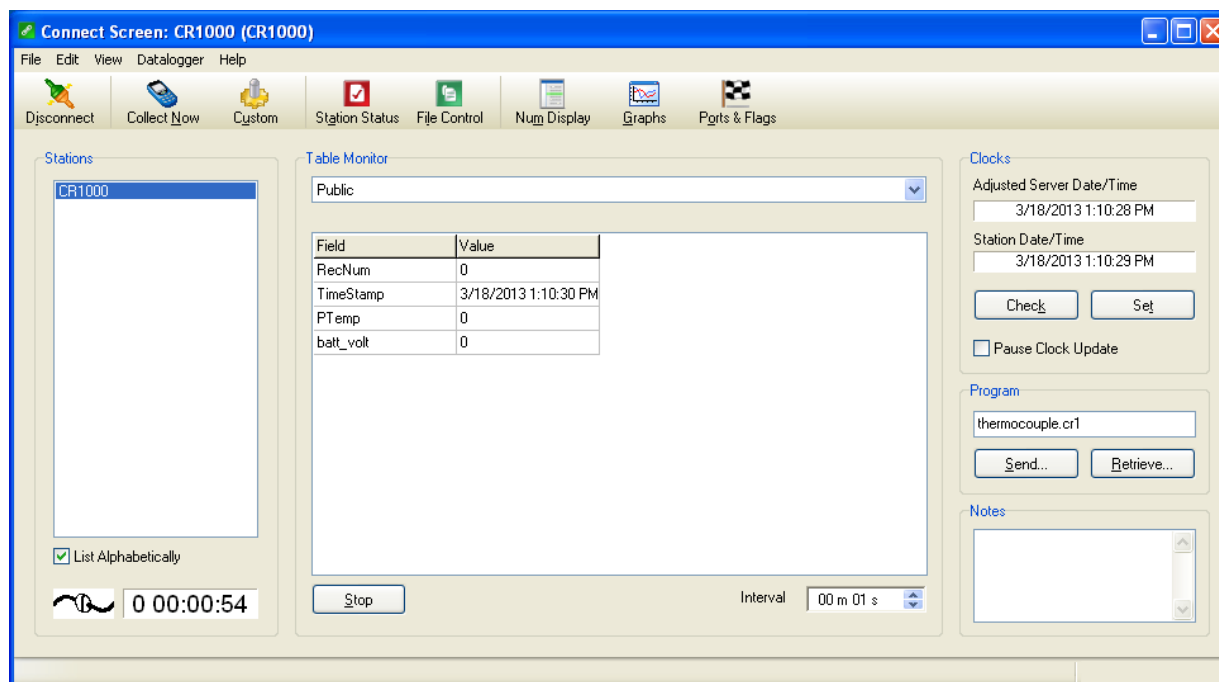 Connect Screen: CR1000 (CR1000)
File Edit View Datalogger Help
Disconnect Collect Now Custom Station Status File Control Num Display Graphs Ports & Flags
Stations
CR1000
List Alphabetically
0 00:00:54
Table Monitor
Public
Field Value
RecNum 0
TimeStamp 3/18/2013 1:10:30 PM
PTemp 0
batt_volt 0
Stop
Interval 00 m 01 s
Clocks
Adjusted Server Date/Time
3/18/2013 1:10:28 PM
Station Date/Time
3/18/2013 1:10:29 PM
Check Set
Pause Clock Update
Program
thermocouple.cr1
Send... Retrieve...
Notes